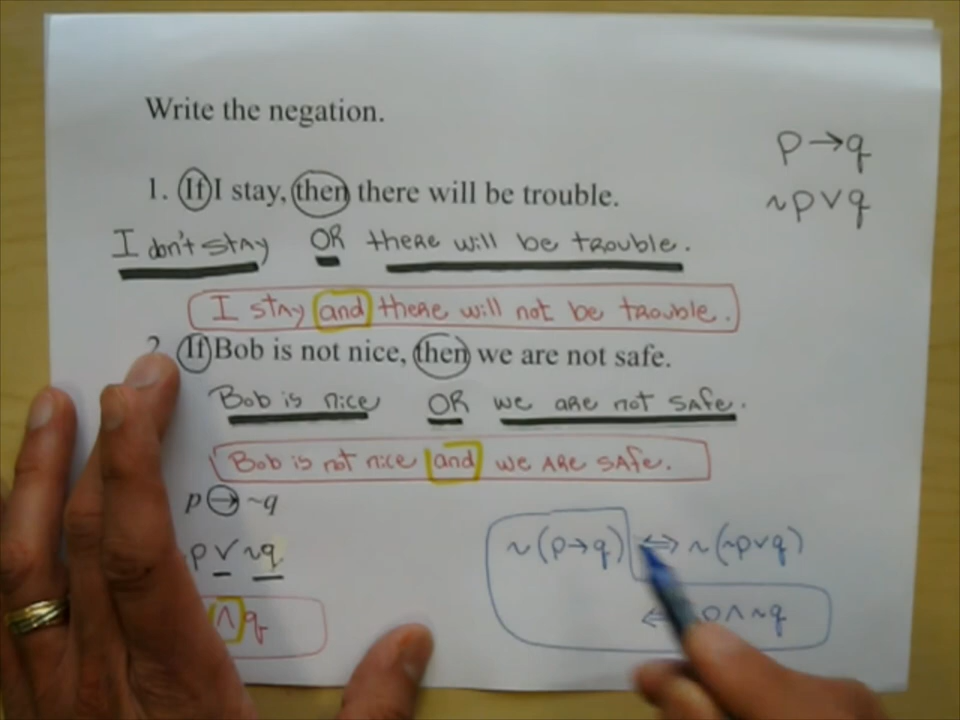 Write the negation.
p→q
1. If I stay, then there will be trouble.
~p∨q
I don't stay OR there will be trouble.
I stay and there will not be trouble.
2. If Bob is not nice, then we are not safe.
Bob is nice OR we are not safe.
Bob is not nice and we are safe.
p → ~q
p ∨ ~q
~(p→q) ⇔ ~(~p∨q)
∧ q
∧ ~q